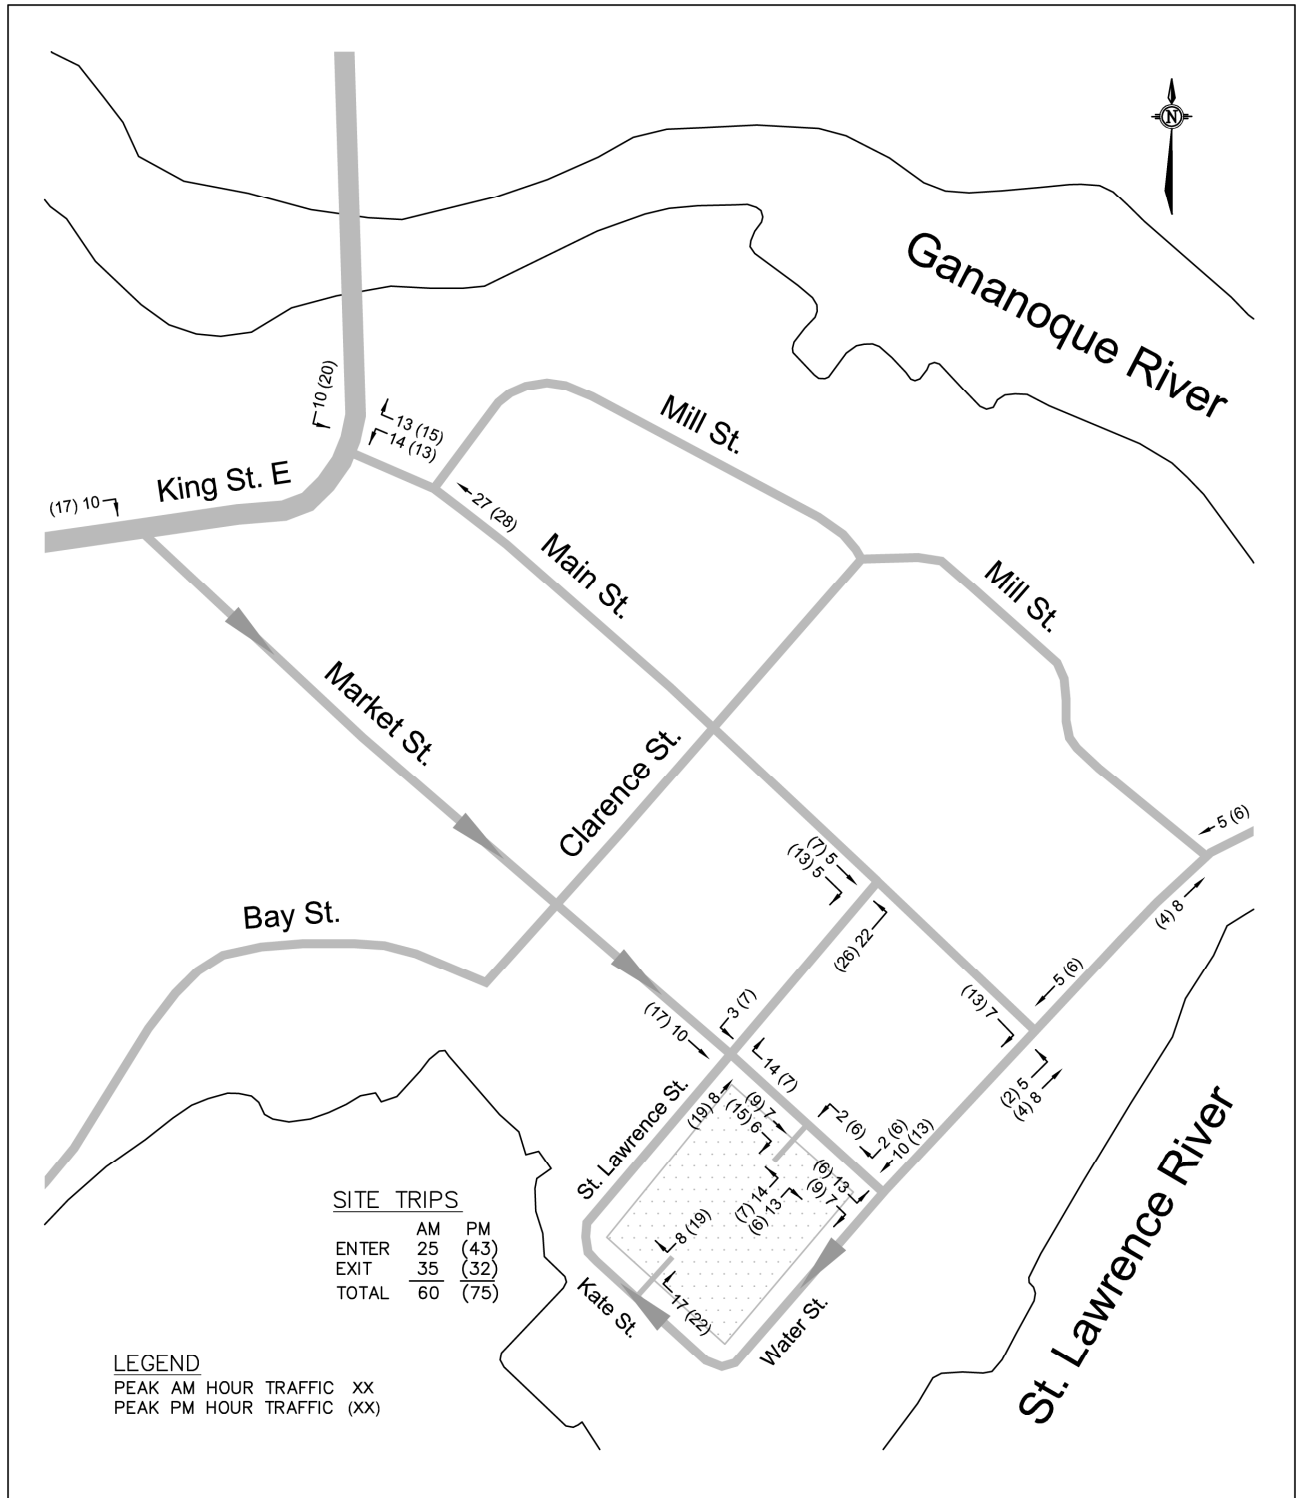 N
Gananoque River
10 (20)
13 (15)
14 (13)
Mill St.
King St. E
(17) 10
27 (28)
Main St.
Mill St.
Market St.
Clarence St.
5 (6)
(7) 5
(13) 5
(4) 8
Bay St.
(26) 22
5 (6)
(13) 7
3 (7)
(17) 10
14 (7)
(2) 5
(4) 8
St. Lawrence St.
(19) 8
(9) 7
(15) 6
2 (6)
2 (6)
10 (13)
(6) 13
(9) 7
(7) 14
(6) 13
8 (19)
17 (22)
Kate St.
Water St.
St. Lawrence River
SITE TRIPS
AM PM
ENTER 25 (43)
EXIT 35 (32)
TOTAL 60 (75)
LEGEND
PEAK AM HOUR TRAFFIC XX
PEAK PM HOUR TRAFFIC (XX)